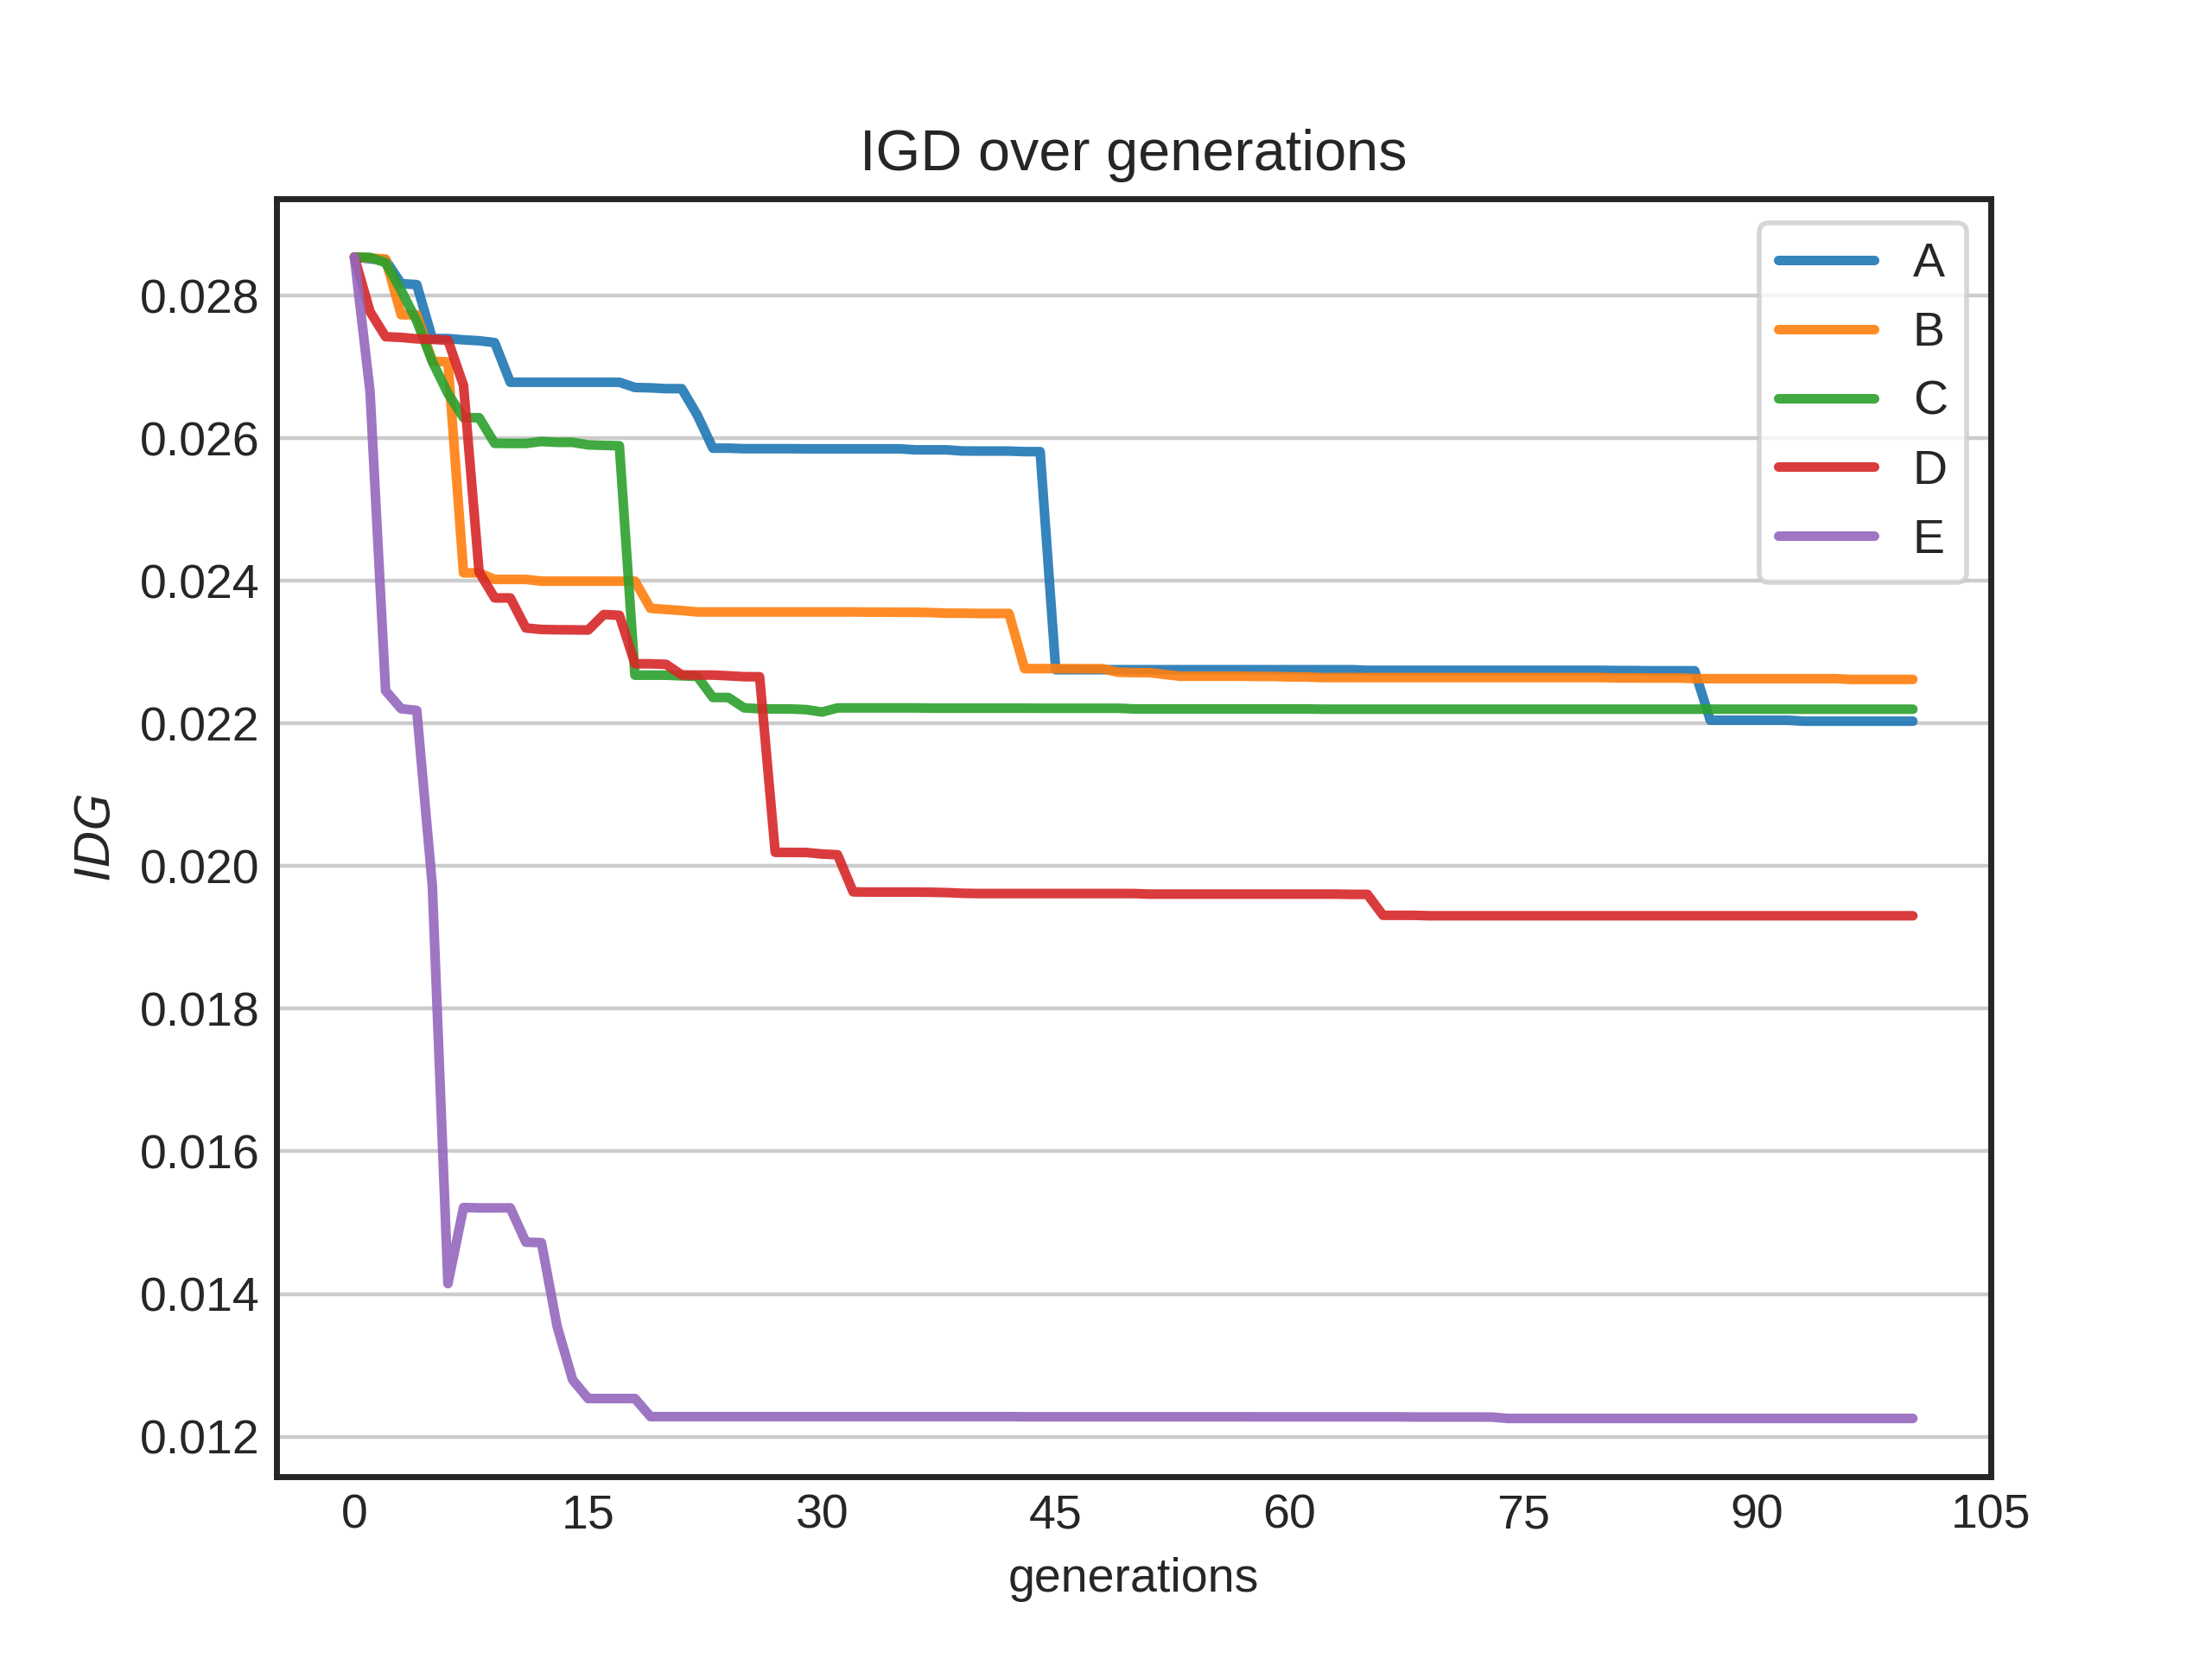 IGD over generations
A
B
C
D
E
0.028
0.026
0.024
0.022
0.020
0.018
0.016
0.014
0.012
IDG
0 15 30 45 60 75 90 105
generations